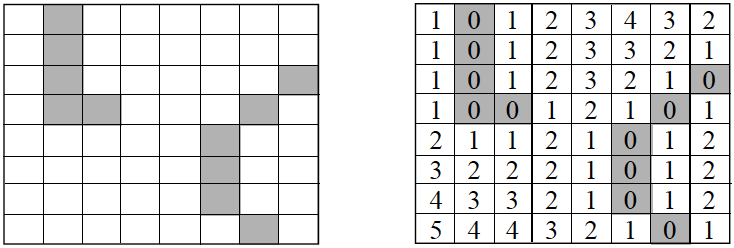 1 0 1 2 3 4 3 2
1 0 1 2 3 3 2 1
1 0 1 2 3 2 1 0
1 0 0 1 2 1 0 1
2 1 1 2 1 0 1 2
3 2 2 2 1 0 1 2
4 3 3 2 1 0 1 2
5 4 4 3 2 1 0 1